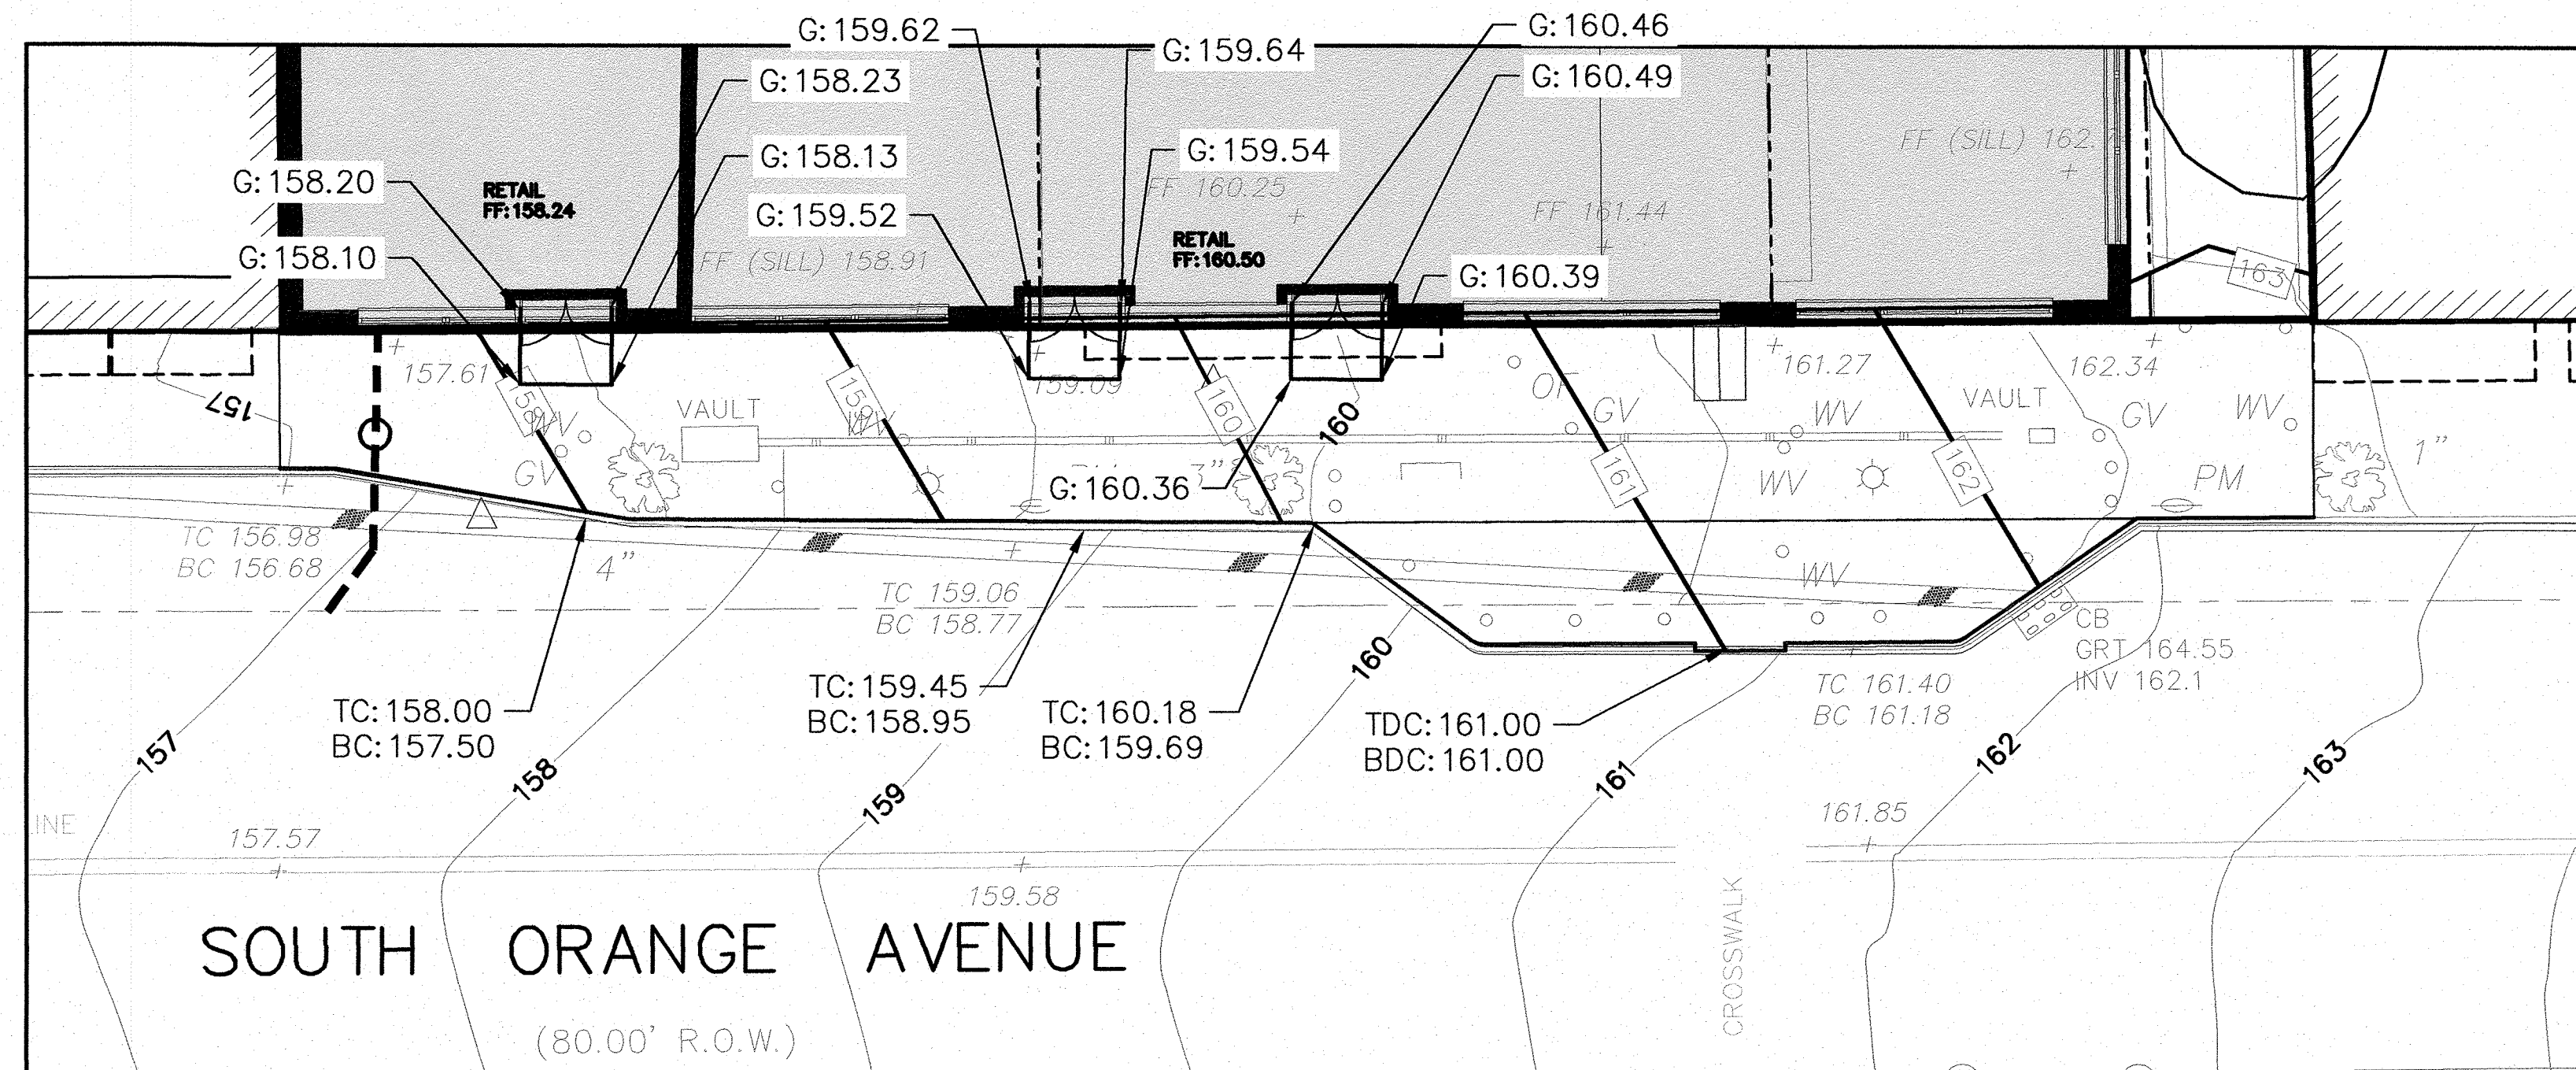 G:159.62
G:160.46
G:159.64
G:160.49
G:158.23
G:158.13
G:159.54
FF (SILL) 162.7
G:158.20
RETAIL
FF:158.24
FF 160.25
G:159.52
FF 161.44
G:158.10
FF (SILL) 158.91
RETAIL
FF:160.50
G:160.39
163
157.61
159.09
161.27
162.34
157
158
159
160
160
OF
GV
WV
VAULT
GV
WV
VAULT
WV
WV
1"
GV
G:160.36
3"
161
WV
162
PM
TC 156.98
BC 156.68
4"
TC 159.06
BC 158.77
WV
CB
GRT 164.55
INV 162.1
TC:158.00
BC:157.50
TC:159.45
BC:158.95
TC:160.18
BC:159.69
160
TDC:161.00
BDC:161.00
TC 161.40
BC 161.18
157
158
159
161
162
163
LINE
157.57
159.58
161.85
CROSSWALK
SOUTH ORANGE AVENUE
(80.00' R.O.W.)